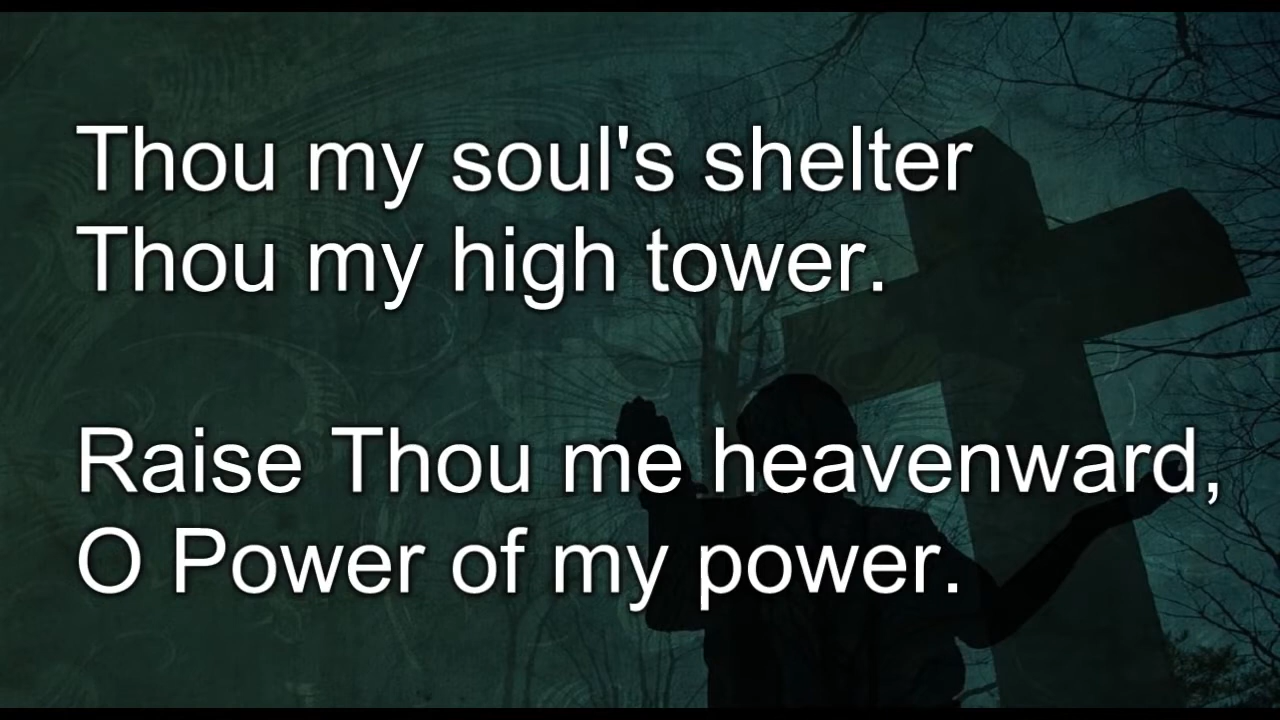 Thou my soul's shelter
Thou my high tower.
Raise Thou me heavenward,
O Power of my power.